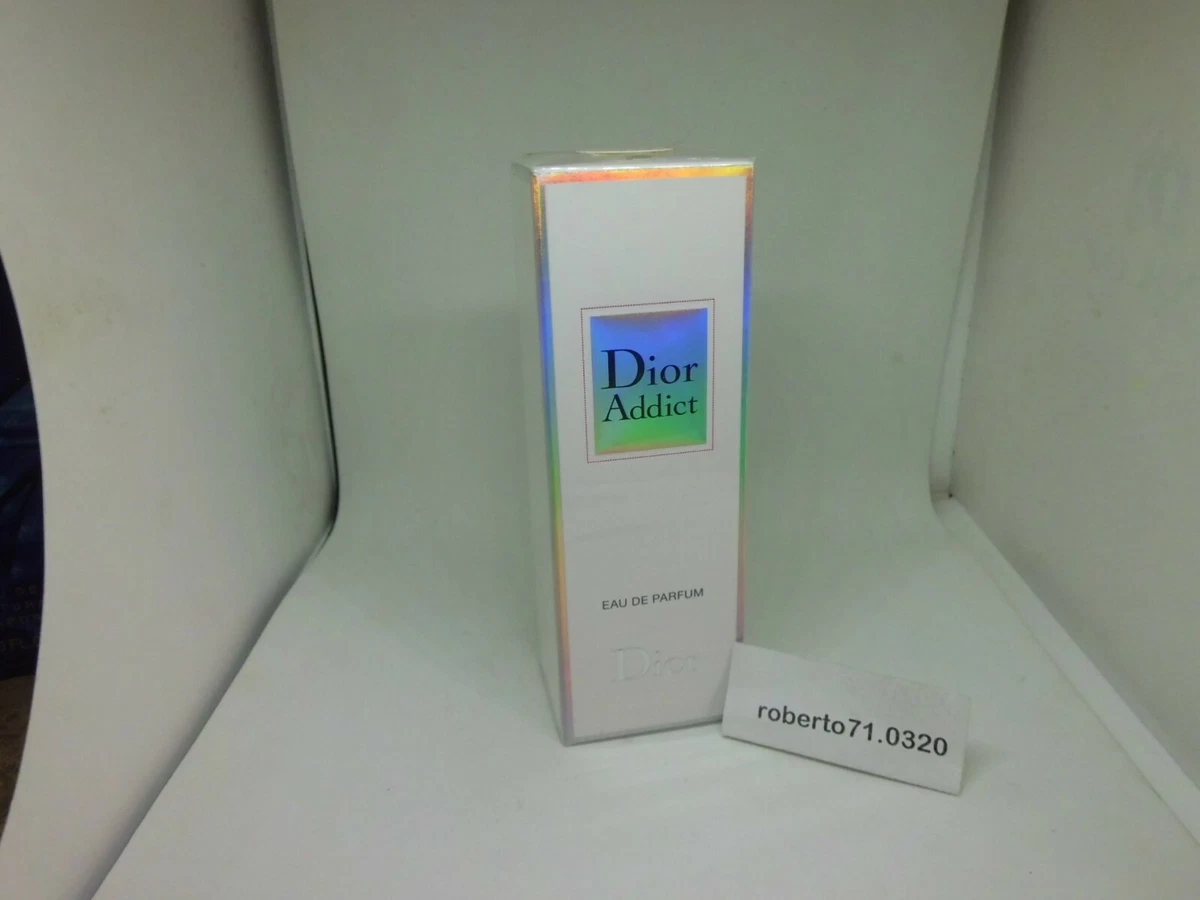 Dior
Addict
EAU DE PARFUM
Dior
roberto71.0320